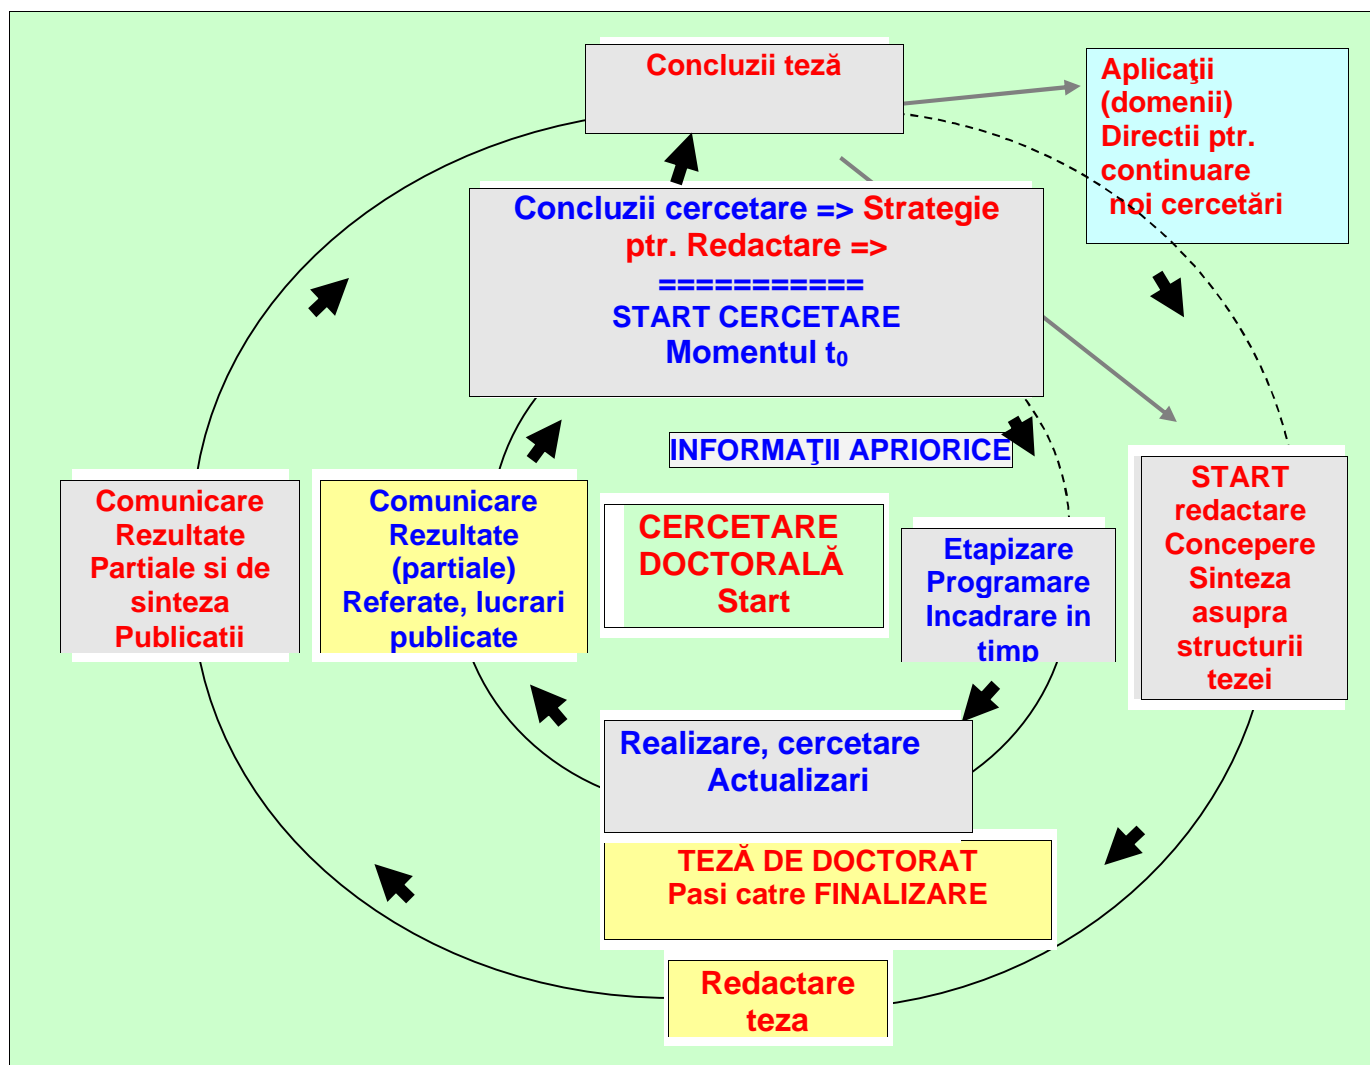 Concluzii teză
Aplicaţii
(domenii)
Directii ptr.
continuare
noi cercetări
Concluzii cercetare => Strategie
ptr. Redactare =>
===========
START CERCETARE
Momentul t₀
INFORMAŢII APRIORICE
Comunicare
Rezultate
Partiale si de
sinteza
Publicatii
Comunicare
Rezultate
(partiale)
Referate, lucrari
publicate
CERCETARE
DOCTORALĂ
Start
Etapizare
Programare
Incadrare in
timp
START
redactare
Concepere
Sinteza
asupra
structurii
tezei
Realizare, cercetare
Actualizari
TEZĂ DE DOCTORAT
Pasi catre FINALIZARE
Redactare
teza